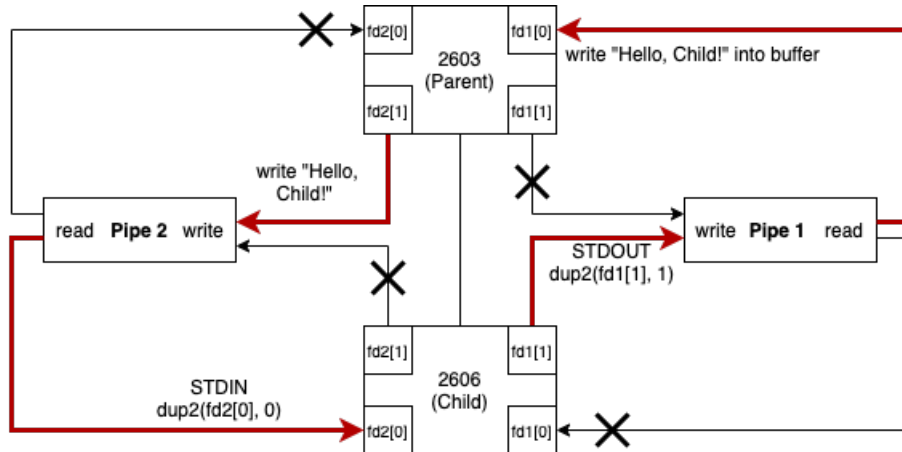 fd2[0]
2603
(Parent)
fd1[0]
write "Hello, Child!" into buffer
fd2[1]
fd1[1]
write "Hello,
Child!"
read Pipe 2 write
write Pipe 1 read
STDOUT
dup2(fd1[1], 1)
fd2[1]
2606
(Child)
fd1[1]
STDIN
dup2(fd2[0], 0)
fd2[0]
fd1[0]